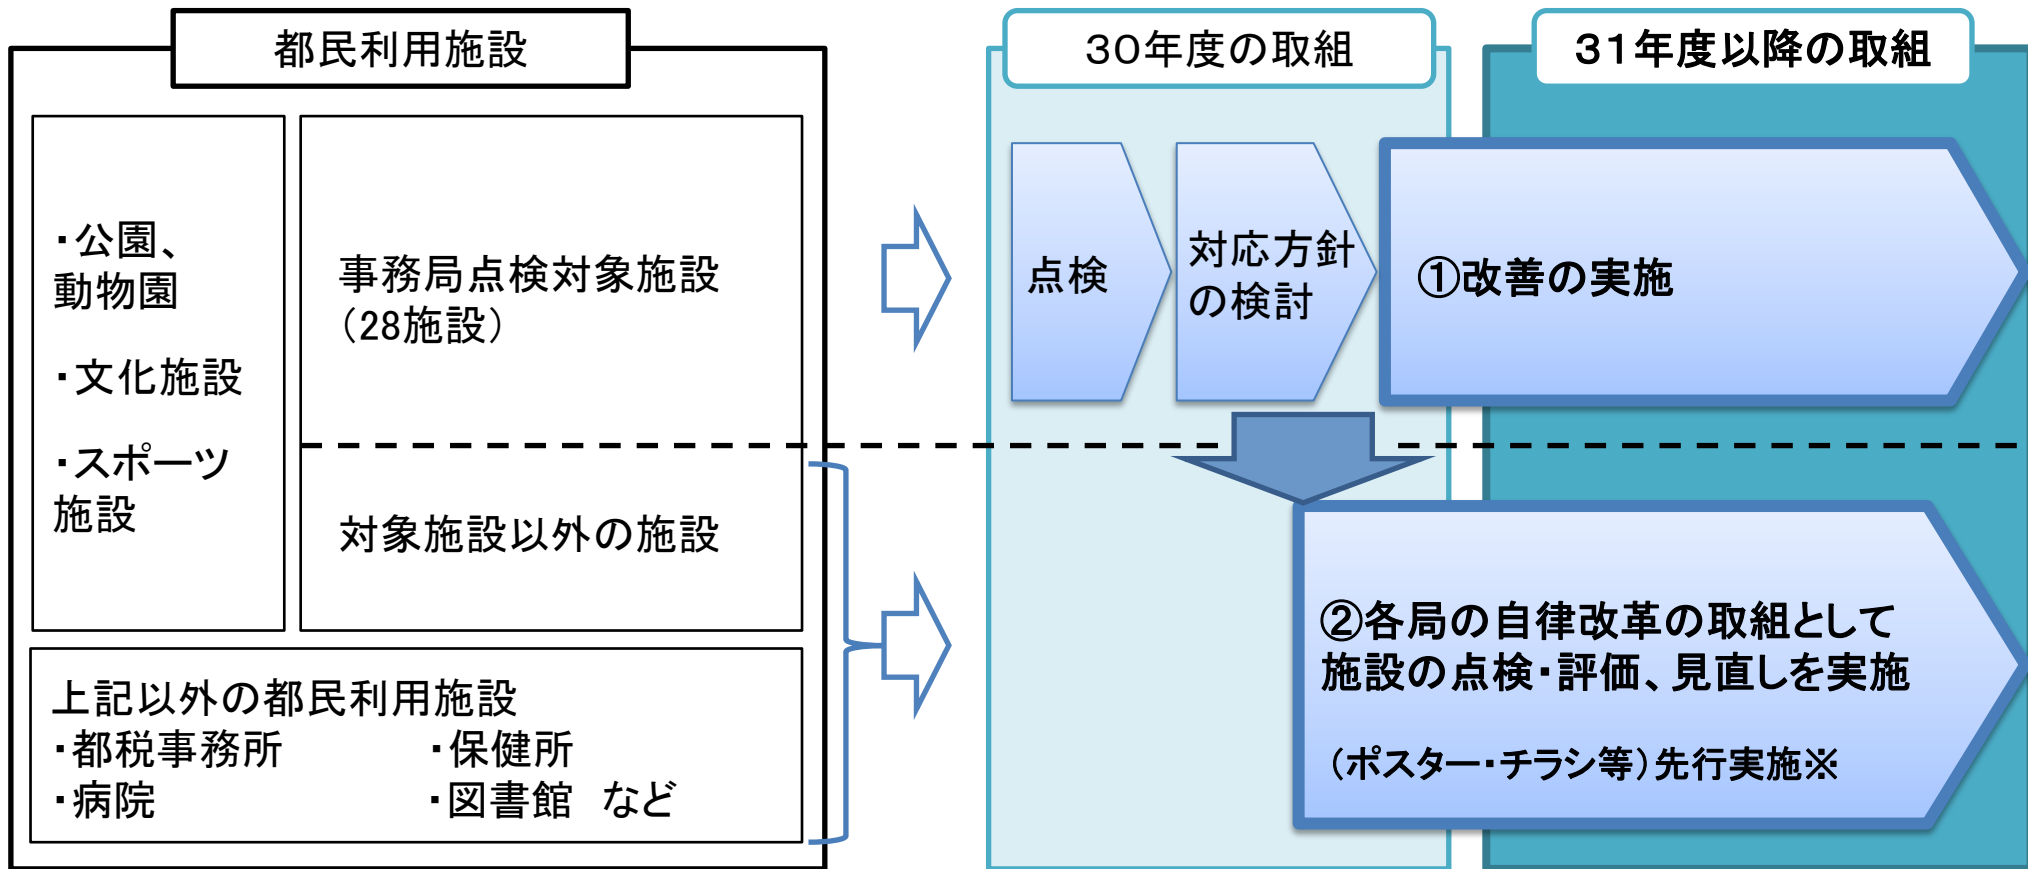 都民利用施設
30年度の取組
31年度以降の取組
・公園、
動物園
・文化施設
・スポーツ
施設
事務局点検対象施設
（28施設）
対象施設以外の施設
上記以外の都民利用施設
・都税事務所　・保健所
・病院　・図書館　など
点検
対応方針
の検討
①改善の実施
②各局の自律改革の取組として
施設の点検・評価、見直しを実施
（ポスター・チラシ等）先行実施※